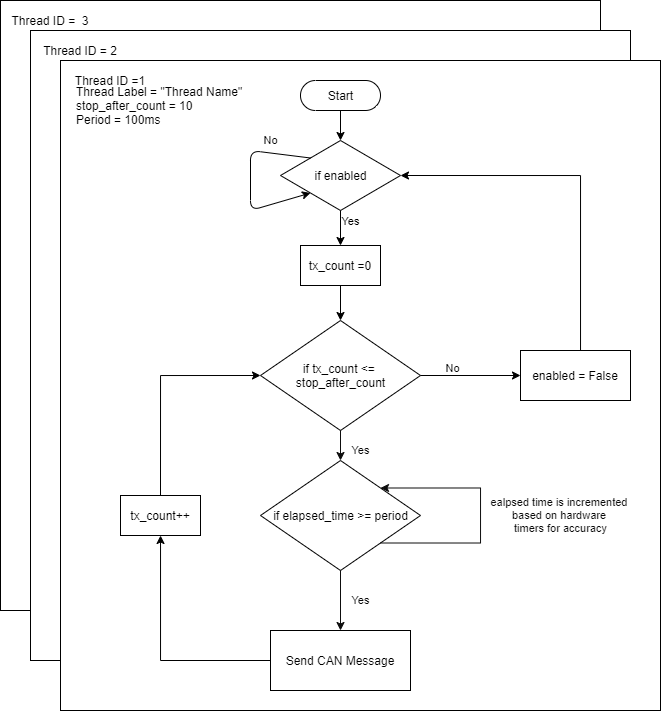 Thread ID =  3
Thread ID = 2
Thread ID =1
Thread Label = "Thread Name"
stop_after_count = 10
Period = 100ms
Start
No
if enabled
Yes
tx_count =0
if tx_count <=
stop_after_count
No
enabled = False
Yes
if elapsed_time >= period
ealpsed time is incremented
based on hardware
timers for accuracy
tx_count++
Yes
Send CAN Message